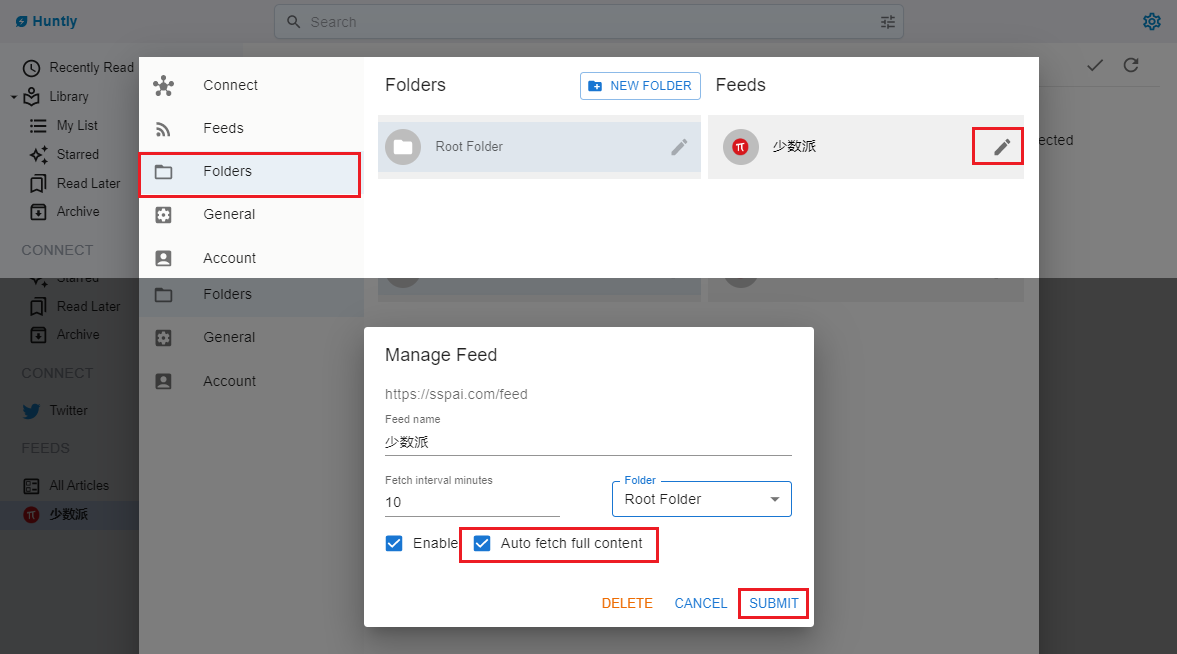 Huntly
Search
Recently Read
Library
My List
Starred
Read Later
Archive
CONNECT
Connect
Feeds
Folders
General
Account
Folders
NEW FOLDER
Root Folder
Feeds
少数派
ected
Starred
Read Later
Archive
CONNECT
Twitter
FEEDS
All Articles
少数派
Folders
General
Account
Manage Feed
https://sspai.com/feed
Feed name
少数派
Fetch interval minutes
10
Folder
Root Folder
Enable
Auto fetch full content
DELETE
CANCEL
SUBMIT